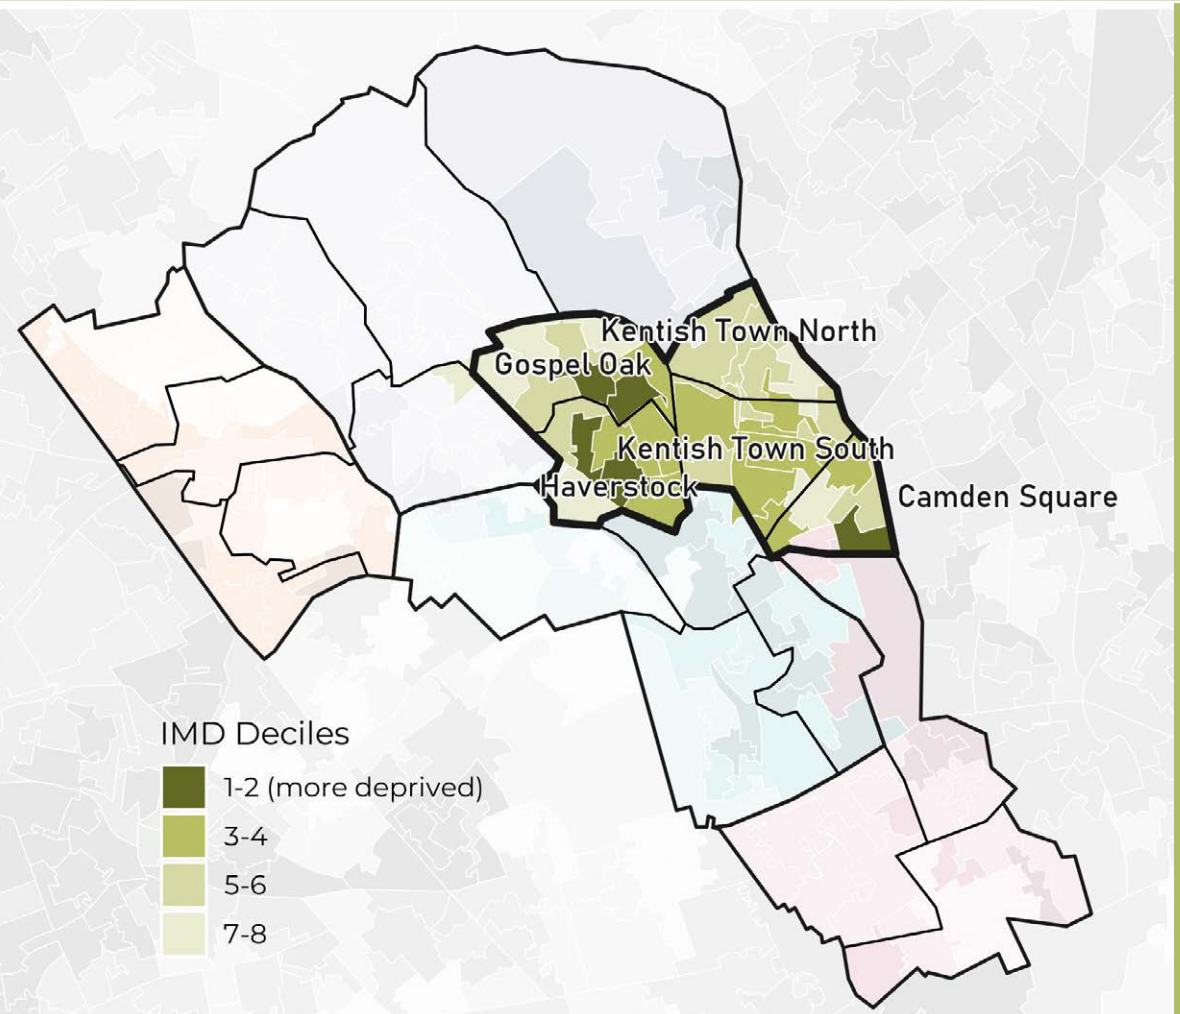 Kentish Town North
Gospel Oak
Kentish Town South
Haverstock
Camden Square
IMD Deciles
1-2 (more deprived)
3-4
5-6
7-8